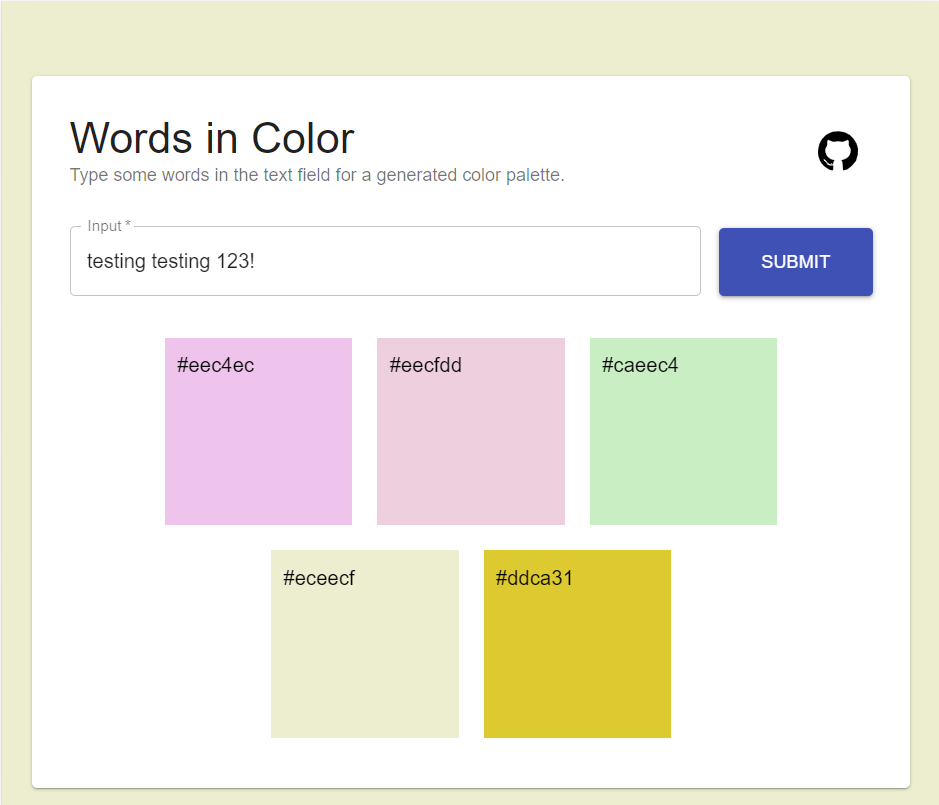 Words in Color
Type some words in the text field for a generated color palette.
Input *
testing testing 123!
SUBMIT
#eec4ec
#eecfdd
#caeec4
#eceecf
#ddca31